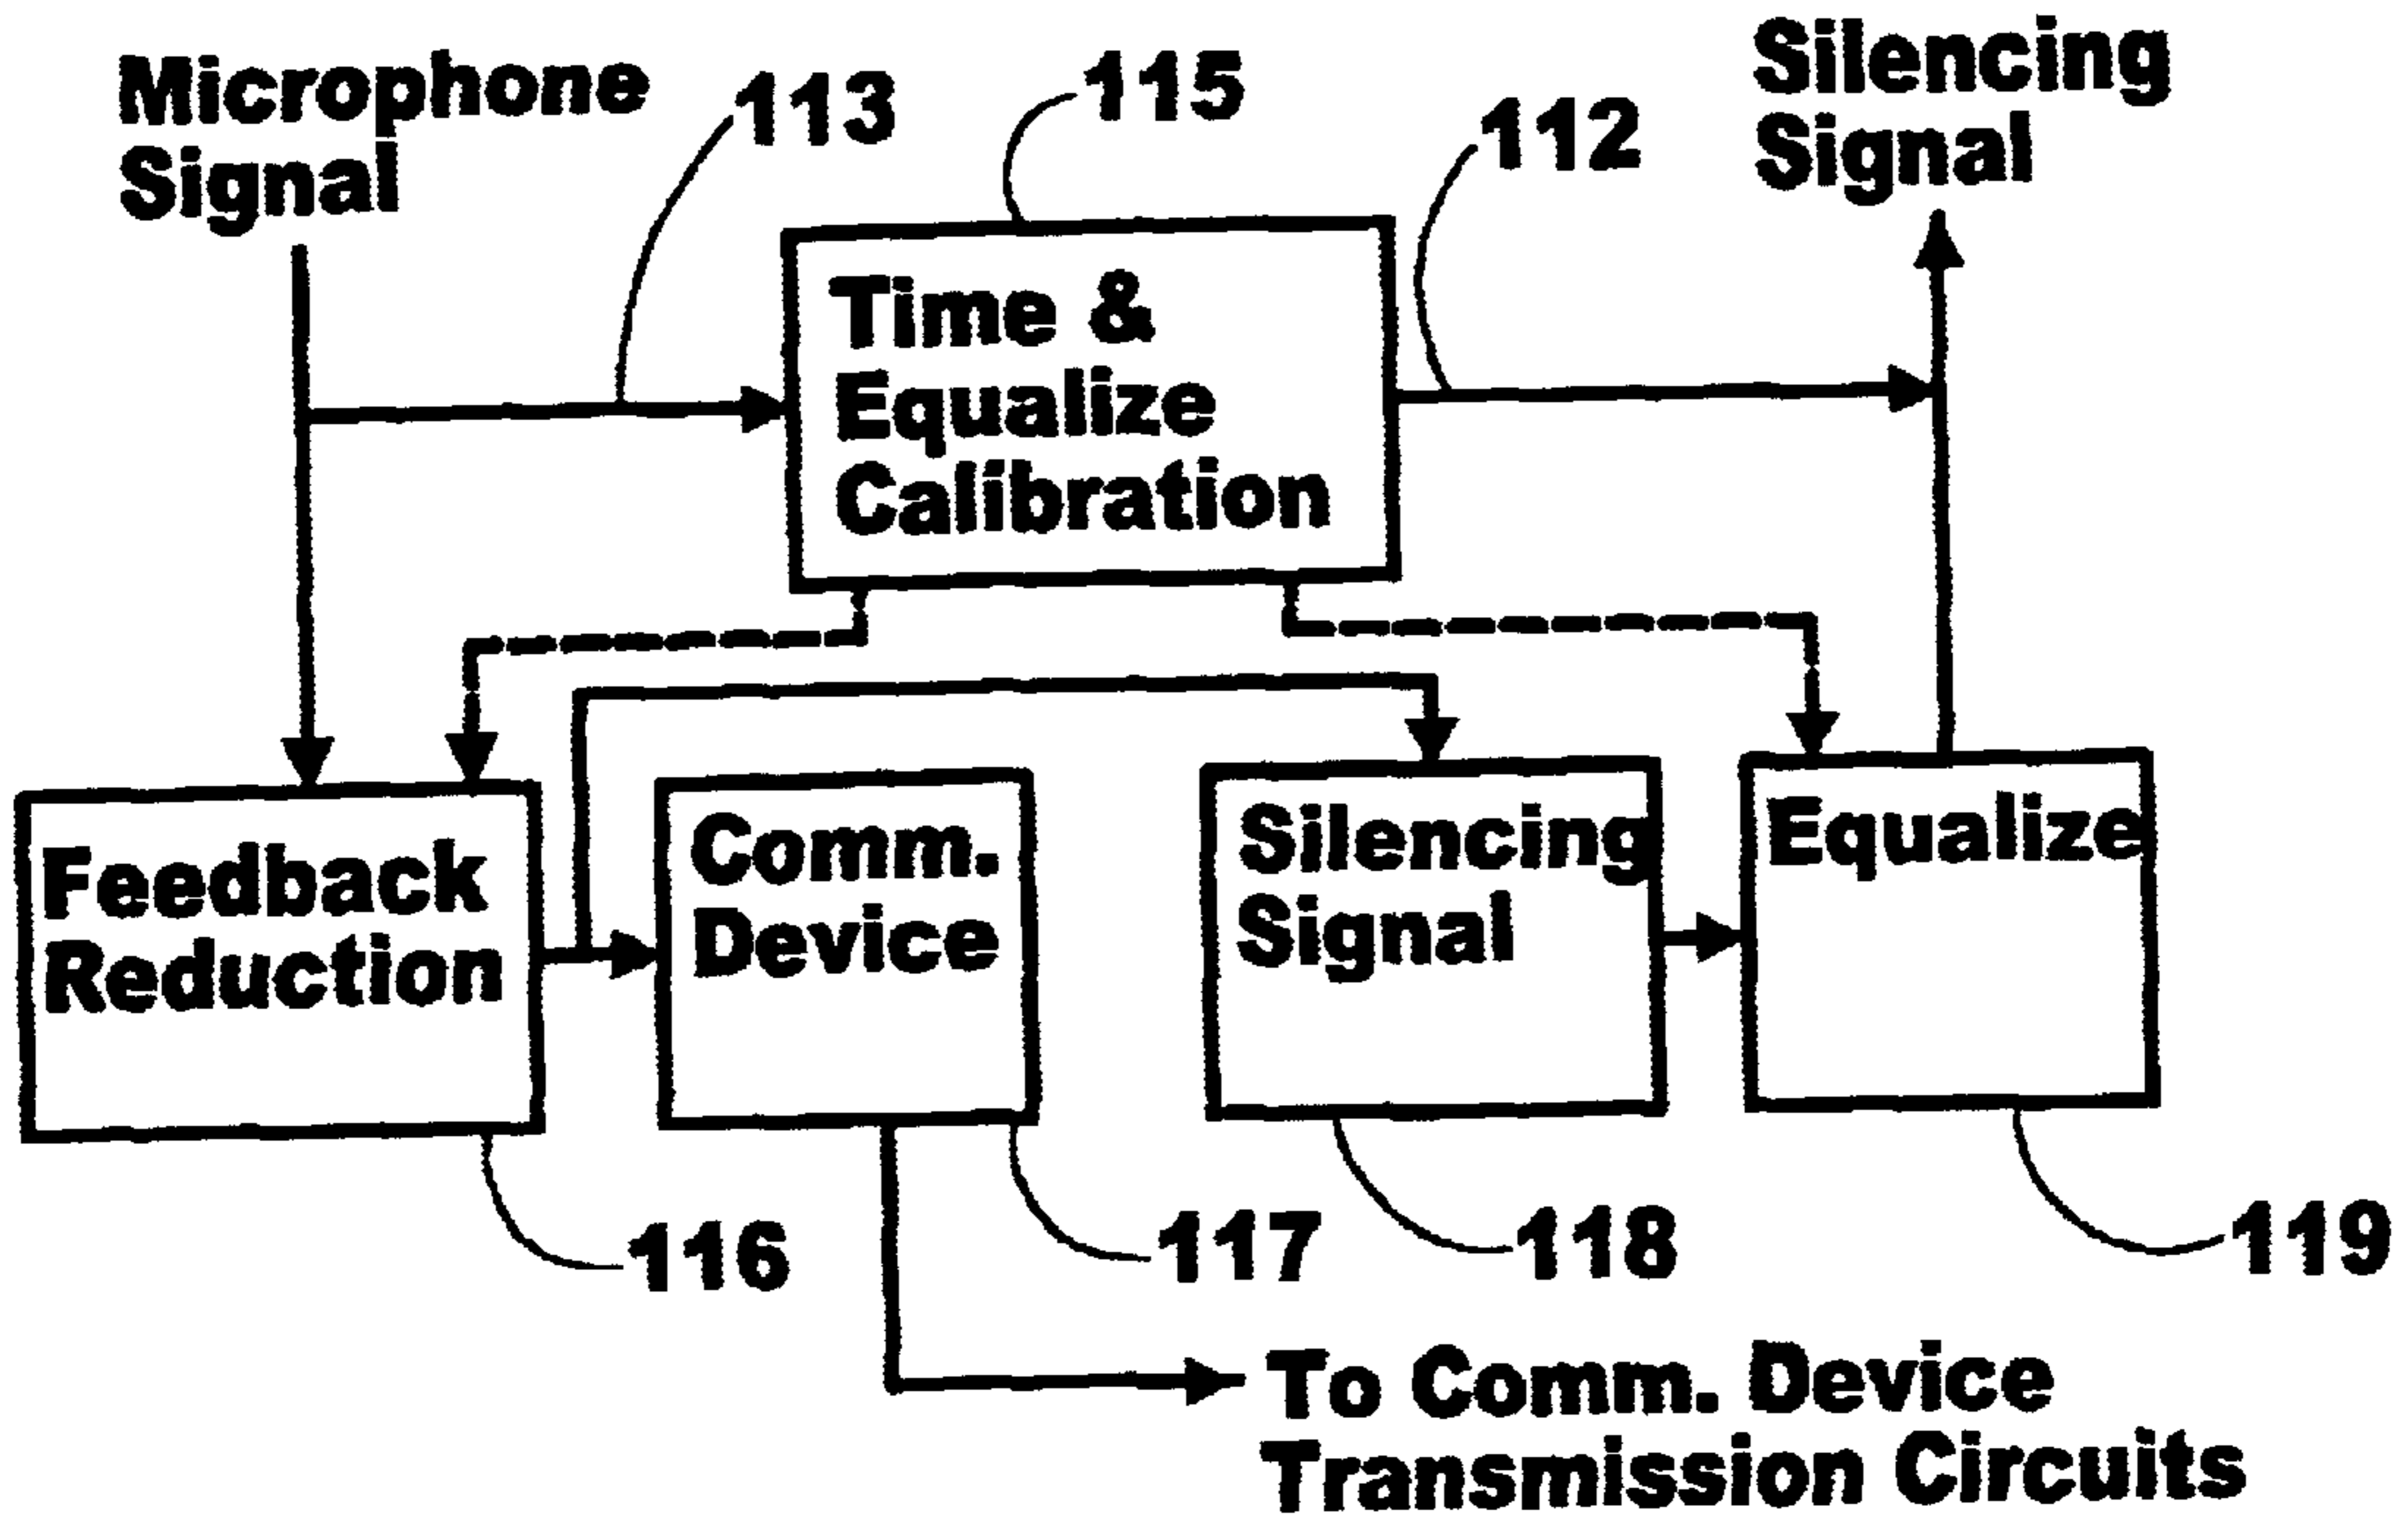 Microphone
Signal
113
115
112
Silencing
Signal
Time &
Equalize
Calibration
Feedback
Reduction
Comm.
Device
Silencing
Signal
Equalize
116
117
118
119
To Comm. Device
Transmission Circuits